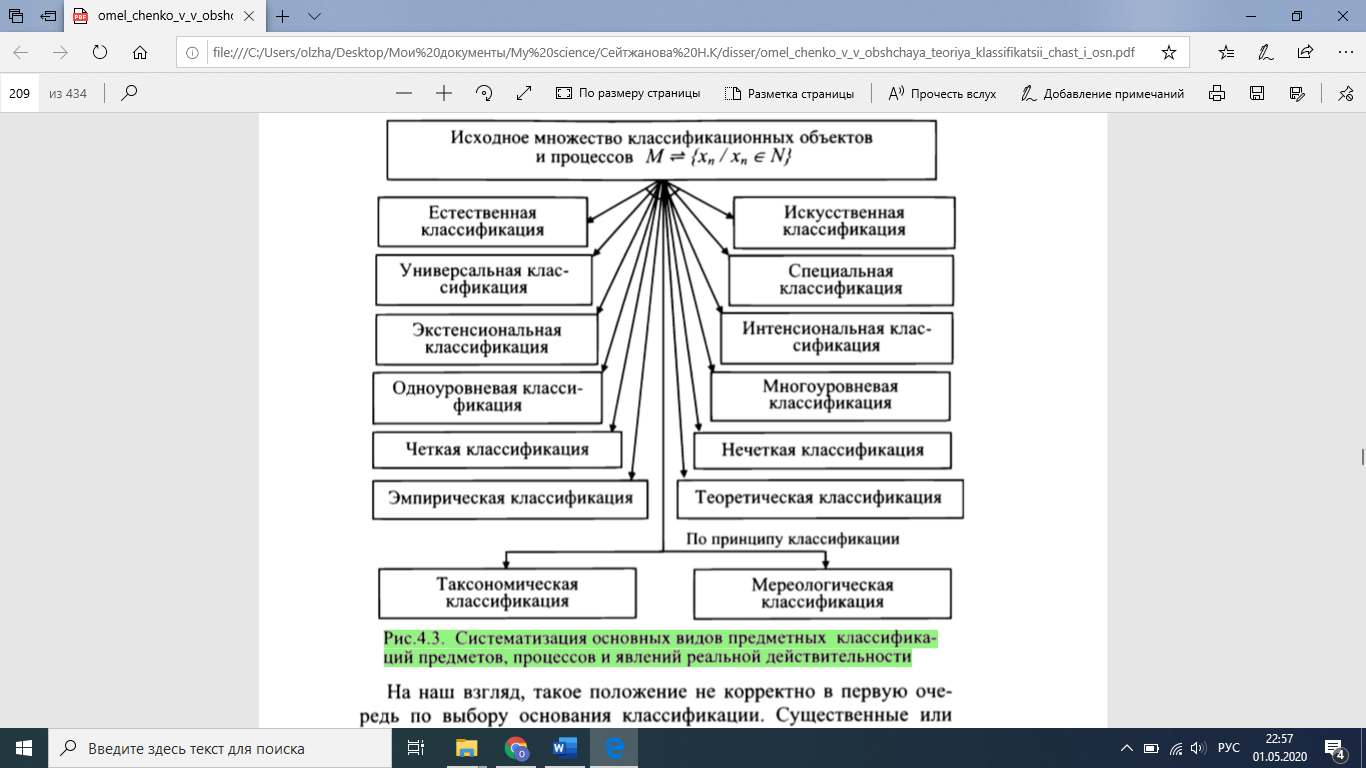 omel_chenko_v_v_obshc
file:///C:/Users/olzha/Desktop/Мои%20документы/My%20science/Сейтжанова%20Н.К/disser/omel_chenko_v_v_obshchaya_teoriya_klassifikatsii_chast_i_osn.pdf
209 из 434
По размеру страницы
Разметка страницы
Прочесть вслух
Добавление примечаний
Исходное множество классификационных объектов
и процессов M ⇌ {xn / xn ∈ N}
Естественная
классификация
Искусственная
классификация
Универсальная клас-
сификация
Специальная
классификация
Экстенсиональная
классификация
Интенсиональная клас-
сификация
Одноуровневая класси-
фикация
Многоуровневая
классификация
Четкая классификация
Нечеткая классификация
Эмпирическая классификация
Теоретическая классификация
По принципу классификации
Таксономическая
классификация
Мереологическая
классификация
Рис.4.3. Систематизация основных видов предметных классифика-
ций предметов, процессов и явлений реальной действительности
На наш взгляд, такое положение не корректно в первую оче-
редь по выбору основания классификации. Существенные или
Введите здесь текст для поиска
РУС
22:57
01.05.2020
4